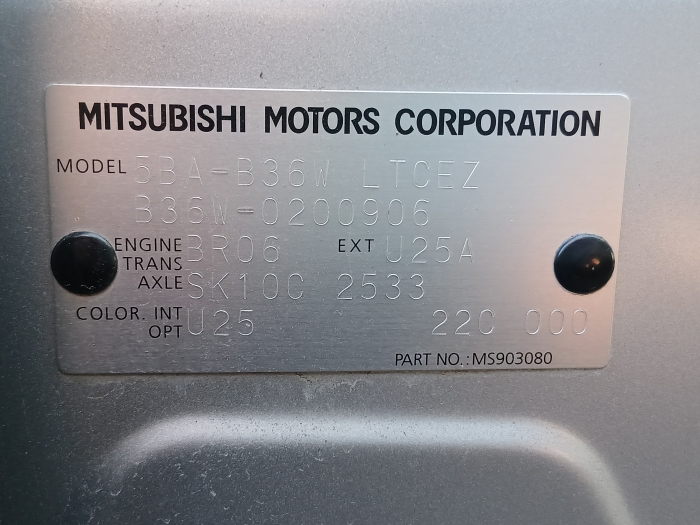 MITSUBISHI MOTORS CORPORATION
MODEL 5BA-B36W LTCEZ
B36W-0200906
ENGINE BR06 EXT U25A
TRANS
AXLE SK10C 2533
COLOR. INT
OPT U25 22C 000
PART NO.: MS903080